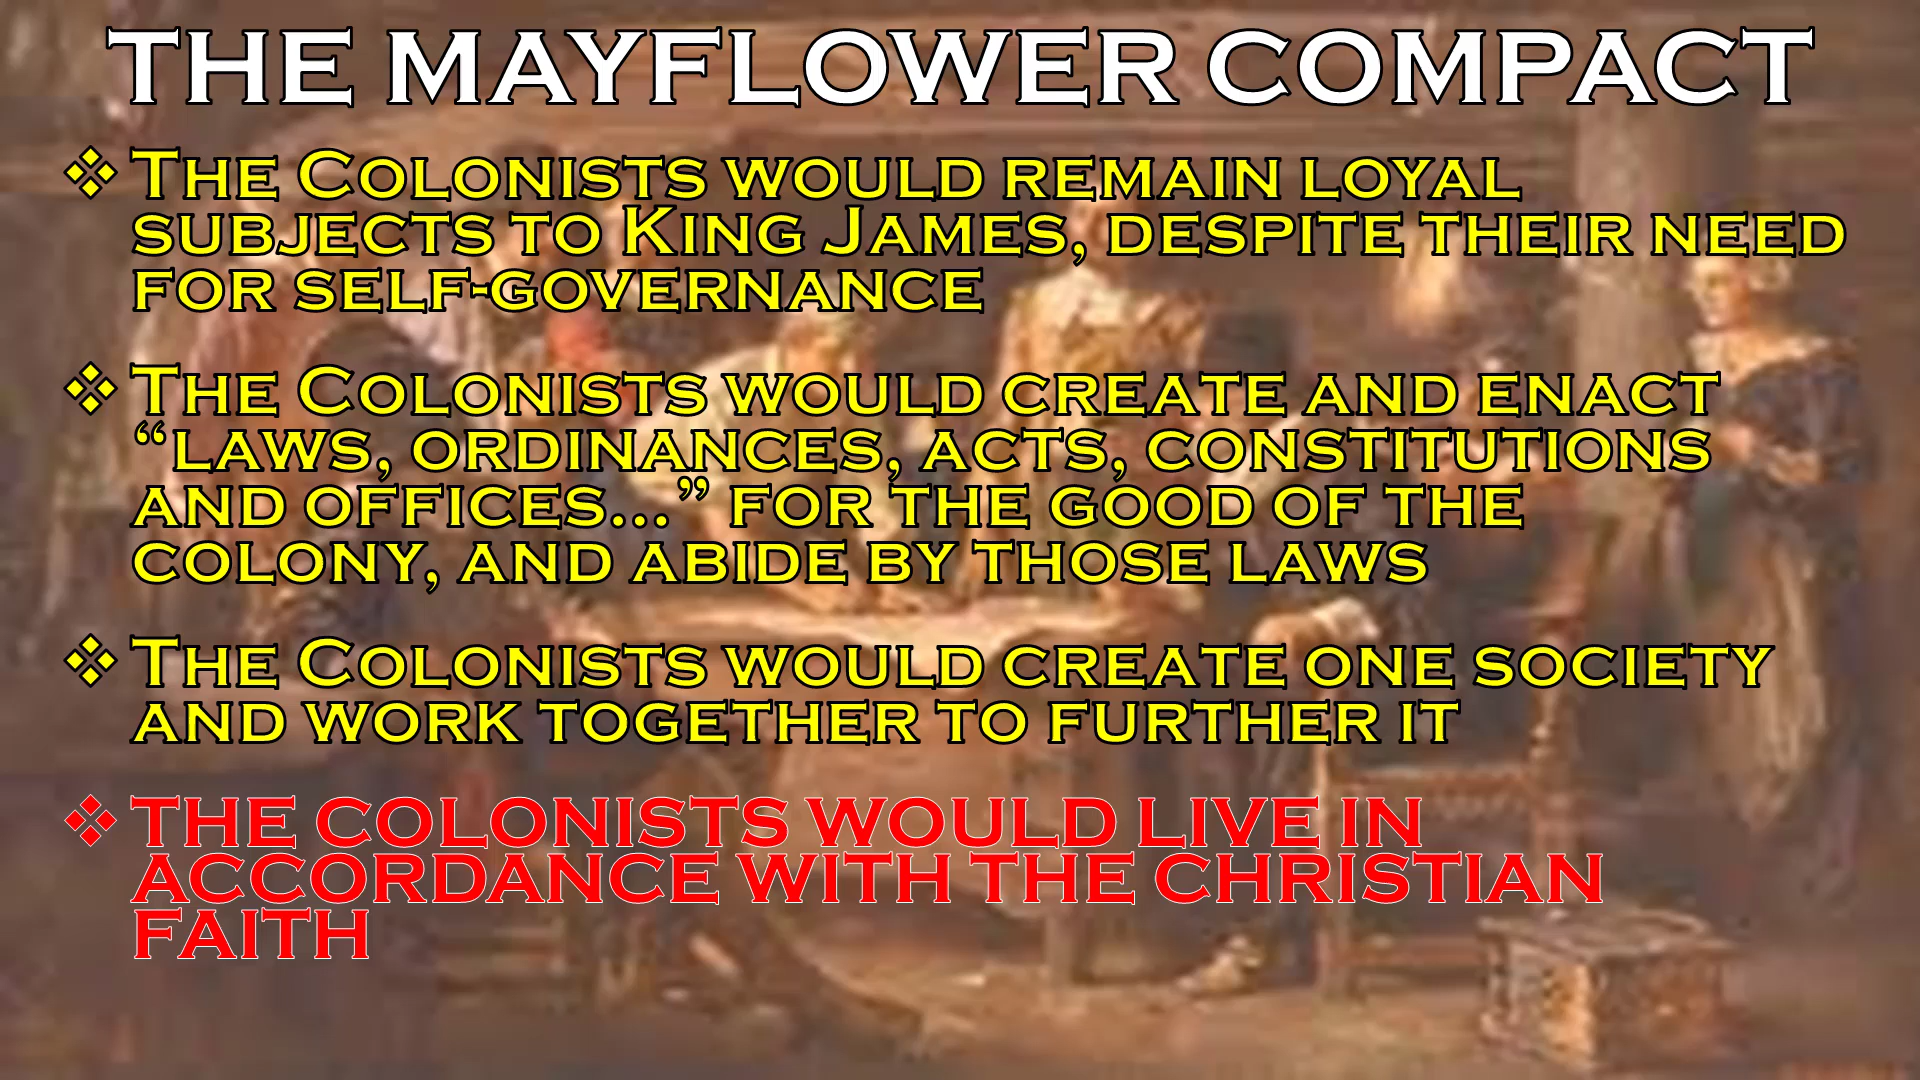 THE MAYFLOWER COMPACT
❖ The Colonists would remain loyal
subjects to King James, despite their need
for self-governance
❖ The Colonists would create and enact
“laws, ordinances, acts, constitutions
and offices…” for the good of the
colony, and abide by those laws
❖ The Colonists would create one society
and work together to further it
❖ THE COLONISTS WOULD LIVE IN
ACCORDANCE WITH THE CHRISTIAN
FAITH